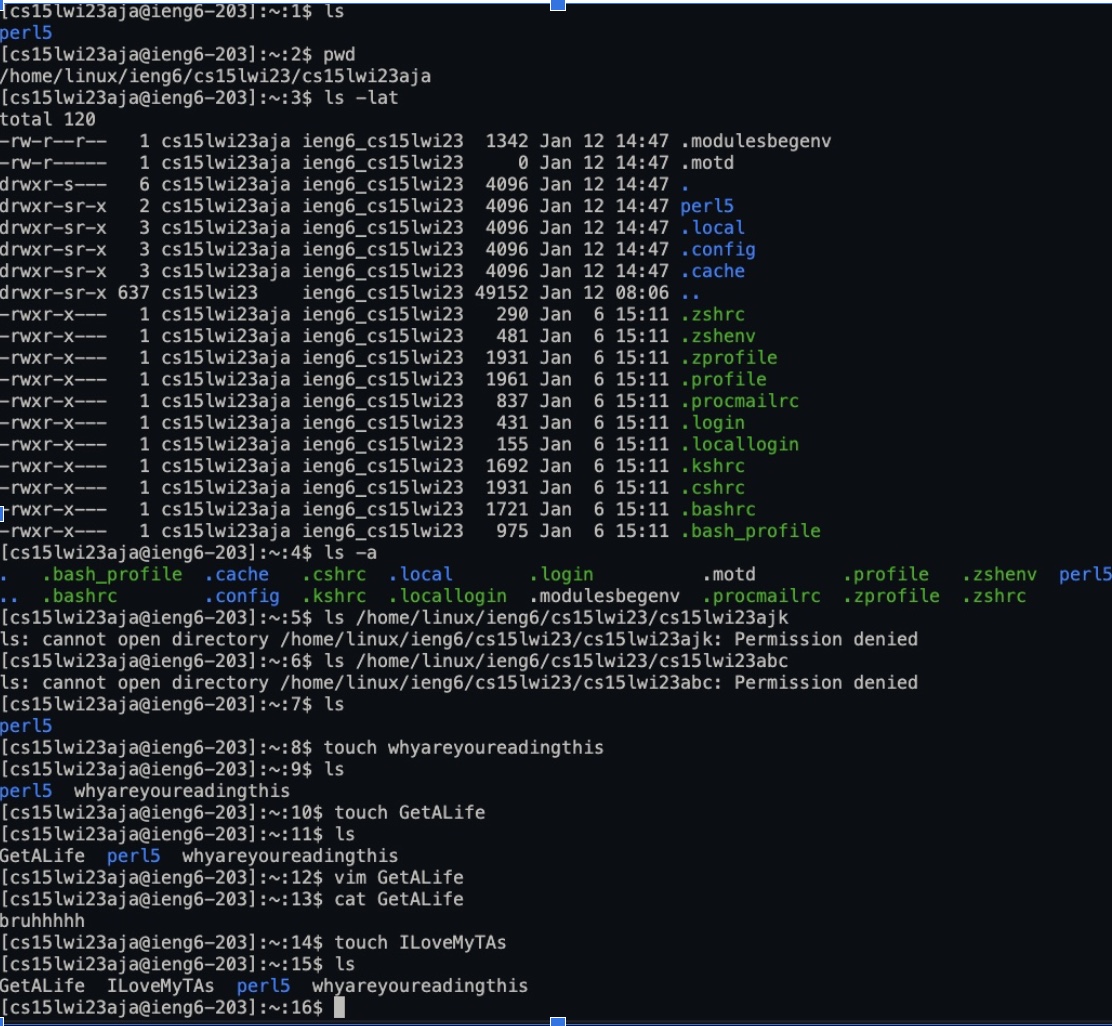 [cs15lwi23aja@ieng6-203]:~:1$ ls
perl5
[cs15lwi23aja@ieng6-203]:~:2$ pwd
/home/linux/ieng6/cs15lwi23/cs15lwi23aja
[cs15lwi23aja@ieng6-203]:~:3$ ls -lat
total 120
-rw-r--r--   1 cs15lwi23aja ieng6_cs15lwi23  1342 Jan 12 14:47 .modulesbegenv
-rw-r-----   1 cs15lwi23aja ieng6_cs15lwi23     0 Jan 12 14:47 .motd
drwxr-s---   6 cs15lwi23aja ieng6_cs15lwi23  4096 Jan 12 14:47 .
drwxr-sr-x   2 cs15lwi23aja ieng6_cs15lwi23  4096 Jan 12 14:47 perl5
drwxr-sr-x   3 cs15lwi23aja ieng6_cs15lwi23  4096 Jan 12 14:47 .local
drwxr-sr-x   3 cs15lwi23aja ieng6_cs15lwi23  4096 Jan 12 14:47 .config
drwxr-sr-x   3 cs15lwi23aja ieng6_cs15lwi23  4096 Jan 12 14:47 .cache
drwxr-sr-x 637 cs15lwi23    ieng6_cs15lwi23 49152 Jan 12 08:06 ..
-rwxr-x---   1 cs15lwi23aja ieng6_cs15lwi23   290 Jan  6 15:11 .zshrc
-rwxr-x---   1 cs15lwi23aja ieng6_cs15lwi23   481 Jan  6 15:11 .zshenv
-rwxr-x---   1 cs15lwi23aja ieng6_cs15lwi23  1931 Jan  6 15:11 .zprofile
-rwxr-x---   1 cs15lwi23aja ieng6_cs15lwi23  1961 Jan  6 15:11 .profile
-rwxr-x---   1 cs15lwi23aja ieng6_cs15lwi23   837 Jan  6 15:11 .procmailrc
-rwxr-x---   1 cs15lwi23aja ieng6_cs15lwi23   431 Jan  6 15:11 .login
-rwxr-x---   1 cs15lwi23aja ieng6_cs15lwi23   155 Jan  6 15:11 .locallogin
-rwxr-x---   1 cs15lwi23aja ieng6_cs15lwi23  1692 Jan  6 15:11 .kshrc
-rwxr-x---   1 cs15lwi23aja ieng6_cs15lwi23  1931 Jan  6 15:11 .cshrc
-rwxr-x---   1 cs15lwi23aja ieng6_cs15lwi23  1721 Jan  6 15:11 .bashrc
-rwxr-x---   1 cs15lwi23aja ieng6_cs15lwi23   975 Jan  6 15:11 .bash_profile
[cs15lwi23aja@ieng6-203]:~:4$ ls -a
.   .bash_profile  .cache   .cshrc  .local       .login          .motd        .profile   .zshenv  perl5
..  .bashrc        .config  .kshrc  .locallogin  .modulesbegenv  .procmailrc  .zprofile  .zshrc
[cs15lwi23aja@ieng6-203]:~:5$ ls /home/linux/ieng6/cs15lwi23/cs15lwi23ajk
ls: cannot open directory /home/linux/ieng6/cs15lwi23/cs15lwi23ajk: Permission denied
[cs15lwi23aja@ieng6-203]:~:6$ ls /home/linux/ieng6/cs15lwi23/cs15lwi23abc
ls: cannot open directory /home/linux/ieng6/cs15lwi23/cs15lwi23abc: Permission denied
[cs15lwi23aja@ieng6-203]:~:7$ ls
perl5
[cs15lwi23aja@ieng6-203]:~:8$ touch whyareyoureadingthis
[cs15lwi23aja@ieng6-203]:~:9$ ls
perl5  whyareyoureadingthis
[cs15lwi23aja@ieng6-203]:~:10$ touch GetALife
[cs15lwi23aja@ieng6-203]:~:11$ ls
GetALife  perl5  whyareyoureadingthis
[cs15lwi23aja@ieng6-203]:~:12$ vim GetALife
[cs15lwi23aja@ieng6-203]:~:13$ cat GetALife
bruhhhhh
[cs15lwi23aja@ieng6-203]:~:14$ touch ILoveMyTAs
[cs15lwi23aja@ieng6-203]:~:15$ ls
GetALife  ILoveMyTAs  perl5  whyareyoureadingthis
[cs15lwi23aja@ieng6-203]:~:16$